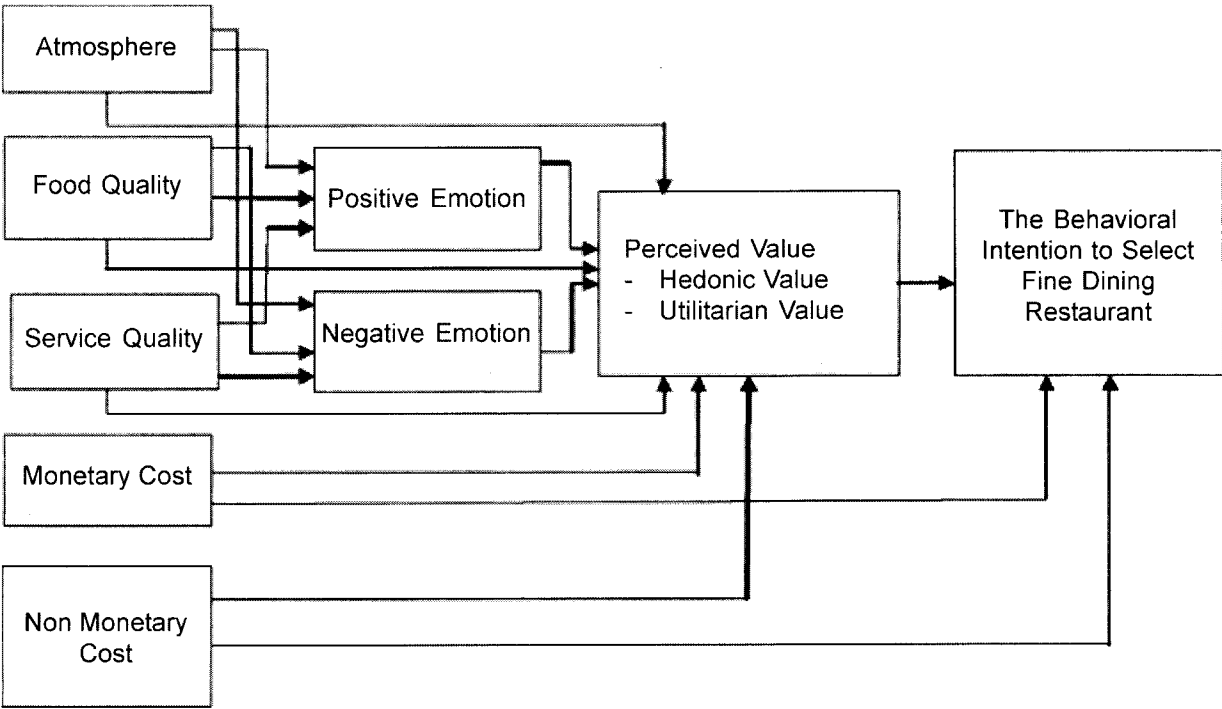 Atmosphere
Food Quality
Service Quality
Monetary Cost
Non Monetary
Cost
Positive Emotion
Negative Emotion
Perceived Value
- Hedonic Value
- Utilitarian Value
The Behavioral
Intention to Select
Fine Dining
Restaurant